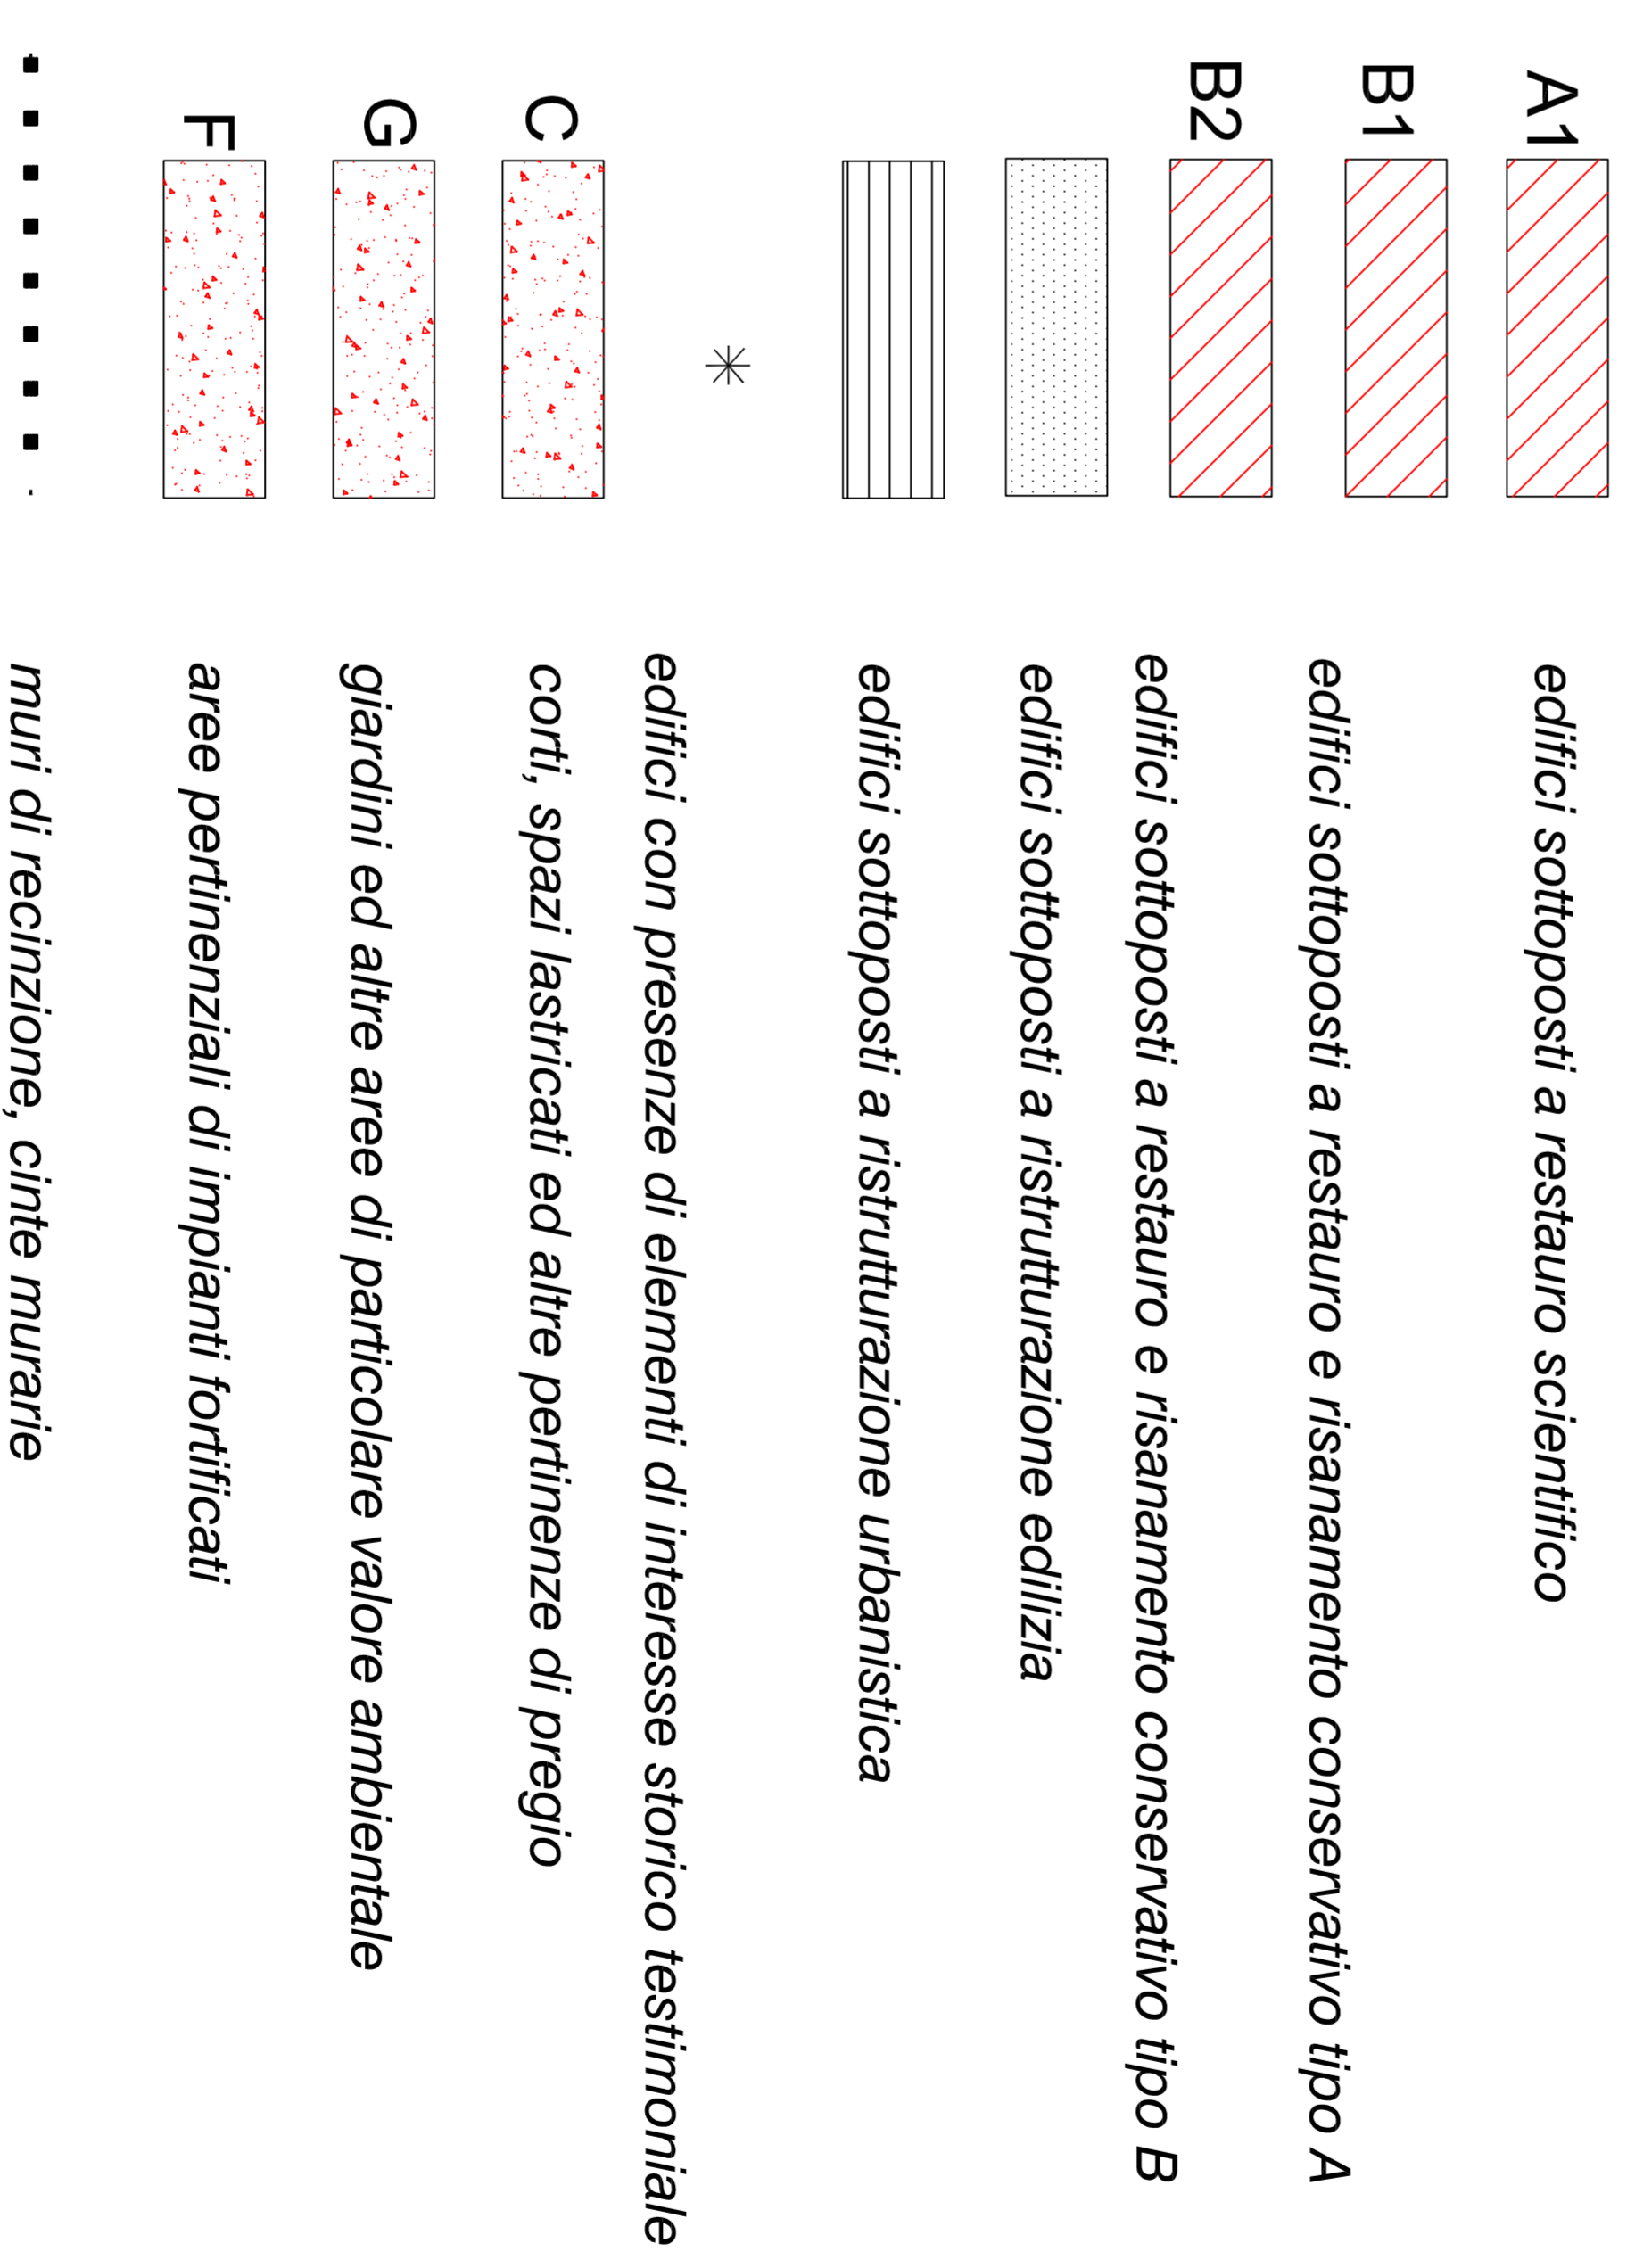 A1 edifici sottoposti a restauro scientifico
B1 edifici sottoposti a restauro e risanamento conservativo tipo A
B2 edifici sottoposti a restauro e risanamento conservativo tipo B
edifici sottoposti a ristrutturazione edilizia
edifici sottoposti a ristrutturazione urbanistica
edifici con presenze di elementi di interesse storico testimoniale
C corti, spazi lastricati ed altre pertinenze di pregio
G giardini ed altre aree di particolare valore ambientale
F aree pertinenziali di impianti fortificati
muri di recinzione, cinte murarie